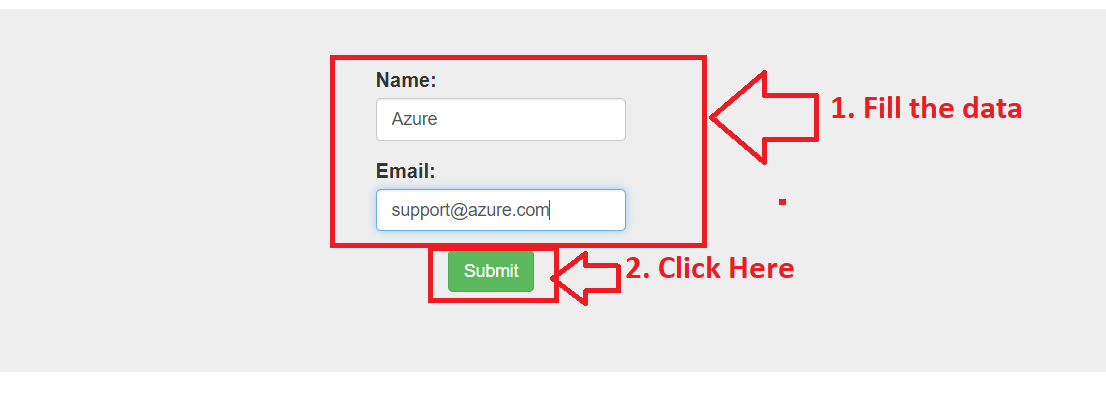 Name:
Azure
1. Fill the data
Email:
support@azure.com
Submit
2. Click Here